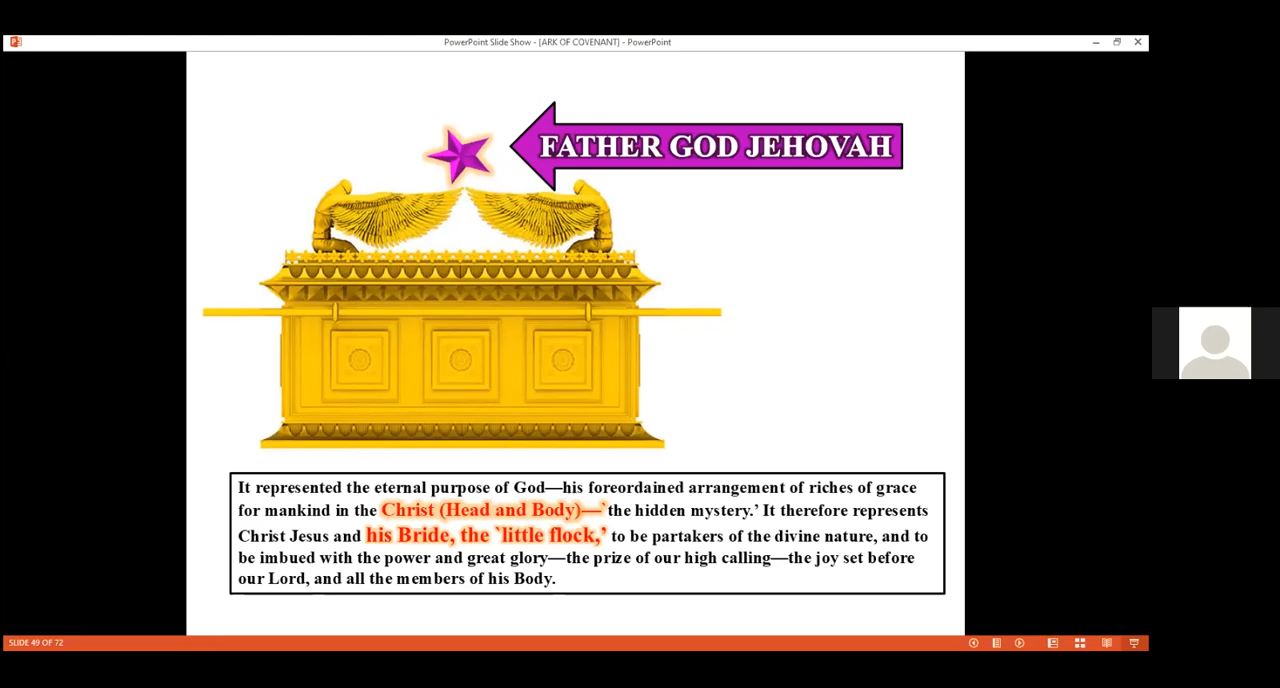 PowerPoint Slide Show - [ARK OF COVENANT] - PowerPoint
FATHER GOD JEHOVAH
It represented the eternal purpose of God—his foreordained arrangement of riches of grace
for mankind in the Christ (Head and Body)—`the hidden mystery.’ It therefore represents
Christ Jesus and his Bride, the `little flock,’ to be partakers of the divine nature, and to
be imbued with the power and great glory—the prize of our high calling—the joy set before
our Lord, and all the members of his Body.
SLIDE 49 OF 72